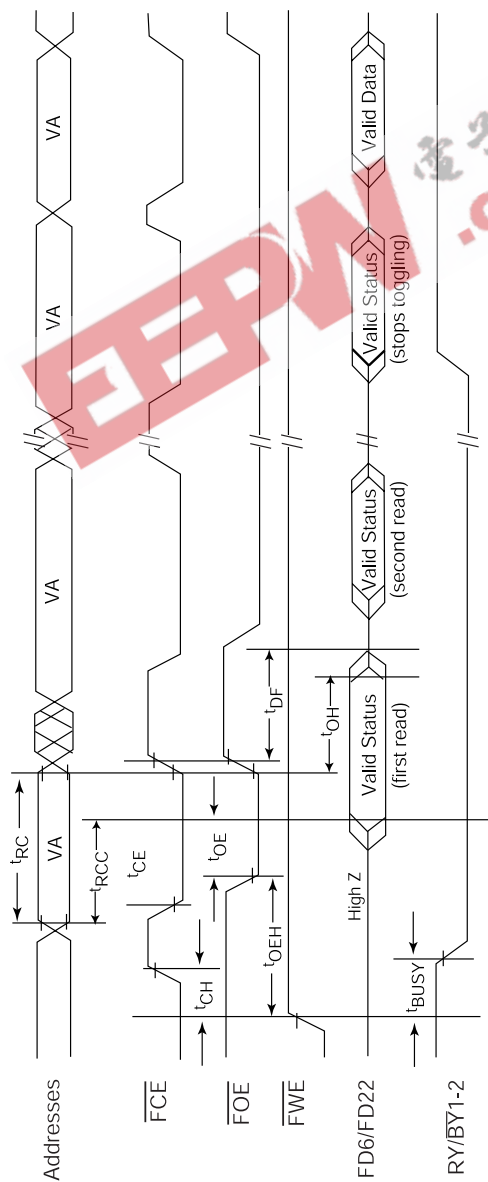 Addresses
VA
VA
VA
VA
tRC
tRCC
FCE
tCH
tCE
FOE
tOEH
tOE
tDF
tOH
FWE
FD6/FD22
High Z
Valid Status
(first read)
Valid Status
(second read)
Valid Status
(stops toggling)
Valid Data
RY/BY1-2
tBUSY
EEPW